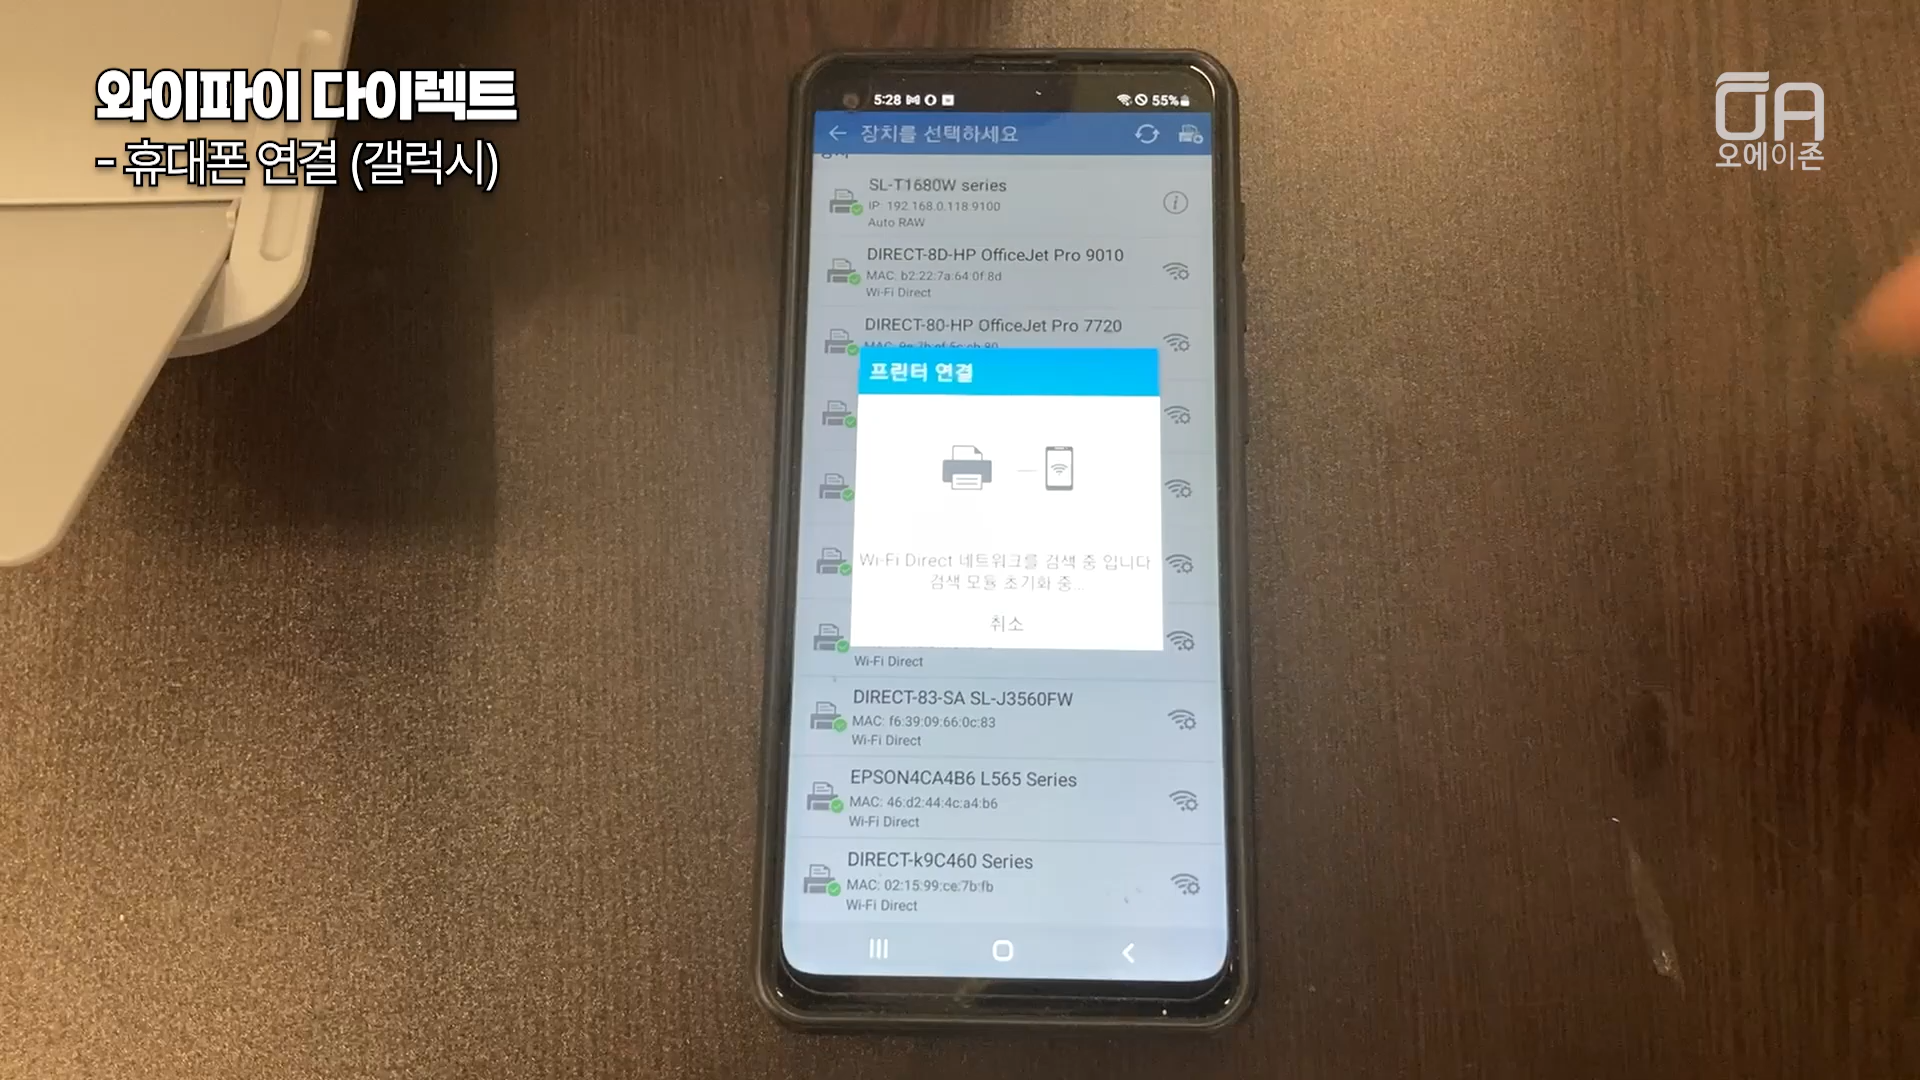 와이파이 다이렉트
- 휴대폰 연결 (갤럭시)
오에이존
5:28
55%
장치를 선택하세요
SL-T1680W series
IP: 192.168.0.118:9100
Auto RAW
DIRECT-8D-HP OfficeJet Pro 9010
MAC: b2:22:7a:64:0f:8d
Wi-Fi Direct
DIRECT-80-HP OfficeJet Pro 7720
프린터 연결
Wi-Fi Direct 네트워크를 검색 중 입니다
검색 모듈 초기화 중...
취소
Wi-Fi Direct
DIRECT-83-SA SL-J3560FW
MAC: f6:39:09:66:0c:83
Wi-Fi Direct
EPSON4CA4B6 L565 Series
MAC: 46:d2:44:4c:a4:b6
Wi-Fi Direct
DIRECT-k9C460 Series
MAC: 02:15:99:ce:7b:fb
Wi-Fi Direct